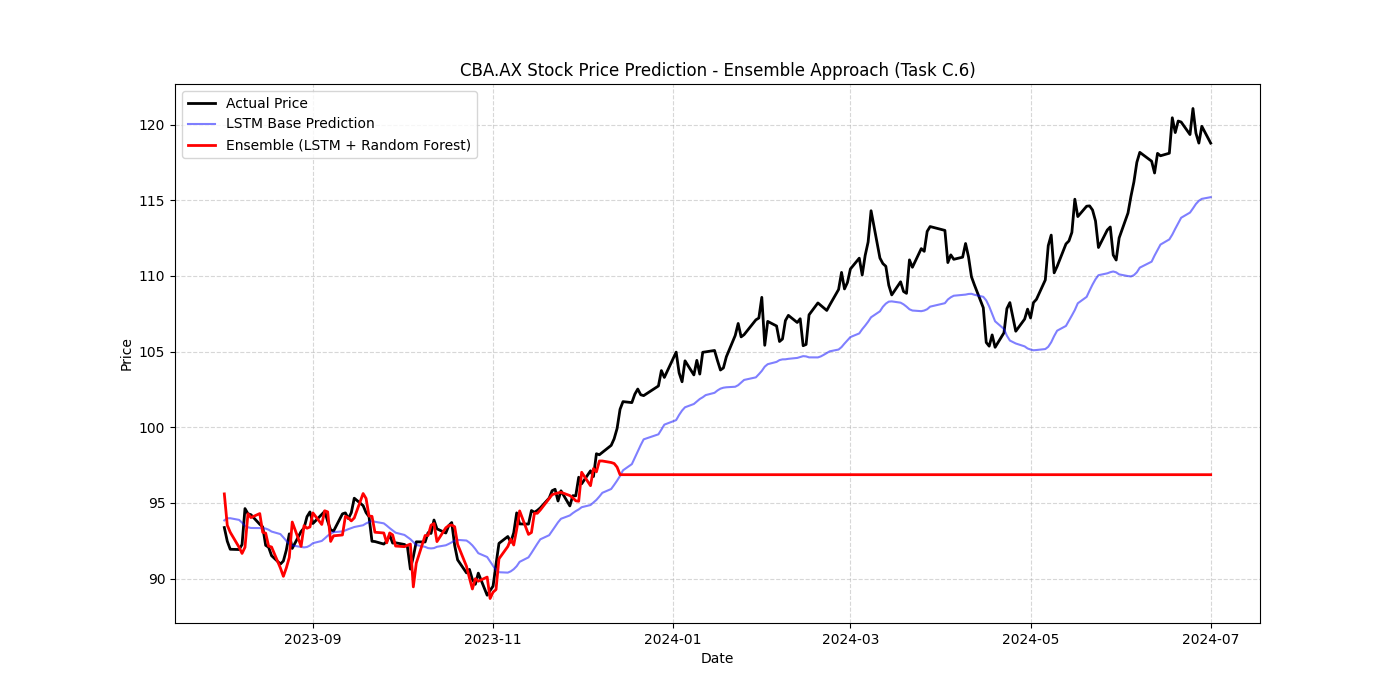 CBA.AX Stock Price Prediction - Ensemble Approach (Task C.6)
Actual Price
LSTM Base Prediction
Ensemble (LSTM + Random Forest)
120
115
110
105
100
95
90
Price
2023-09
2023-11
2024-01
2024-03
2024-05
2024-07
Date